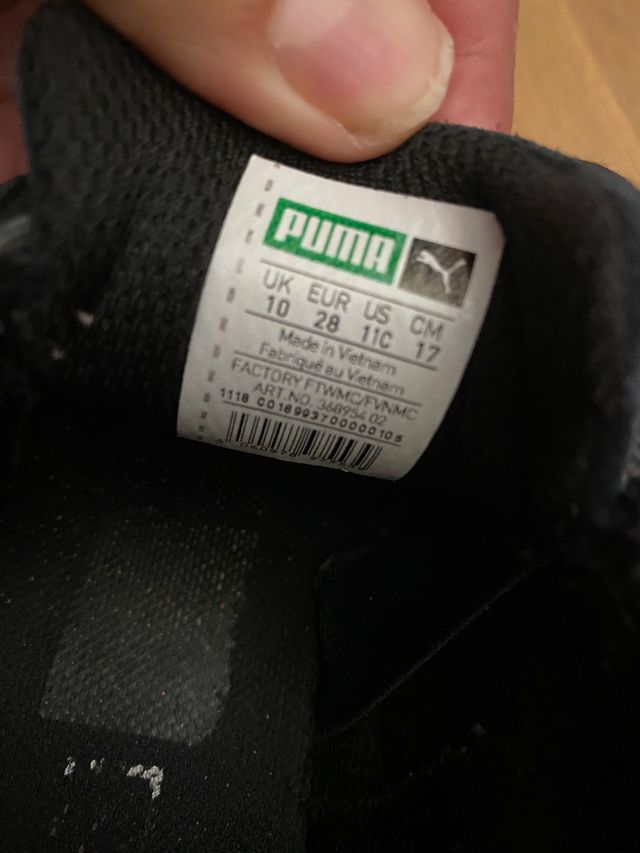 PUMA
UK EUR US CM
10 28 11C 17
Made in Vietnam
Fabriqué au Vietnam
FACTORY FTWMC/FVNMC
ART.NO. 368954 02
1118 C018993700000106